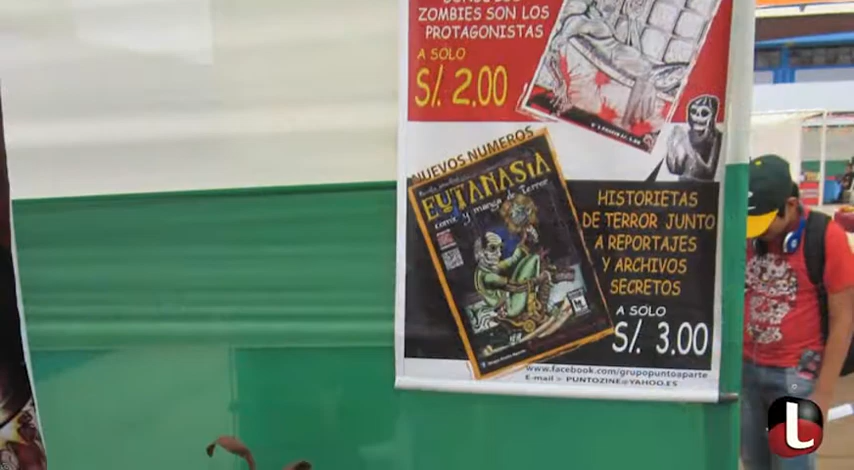 ZOMBIES SON LOS
PROTAGONISTAS
A SOLO
S/. 2.00
NUEVOS NUMEROS
EUTANASIA
comic y manga de Terror
HISTORIETAS
DE TERROR JUNTO
A REPORTAJES
Y ARCHIVOS
SECRETOS
A SOLO
S/. 3.00
www.facebook.com/grupopuntoaparte
E-mail:- PUNTOZINE@YAHOO.ES
L